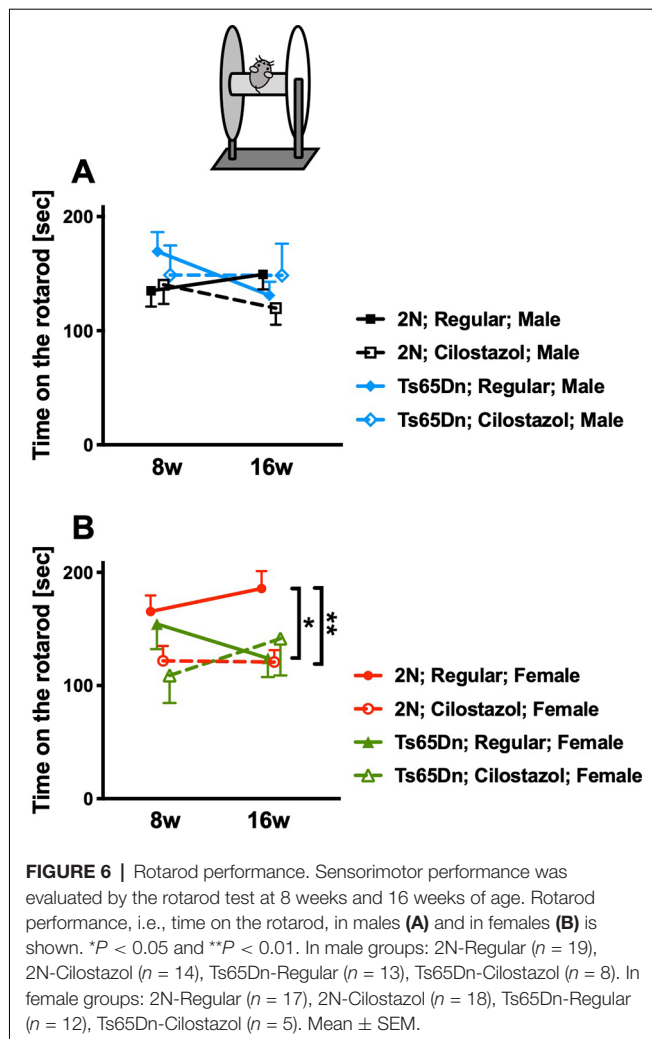 A
Time on the rotarod [sec]
200
100
0
8w
16w
2N; Regular; Male
2N; Cilostazol; Male
Ts65Dn; Regular; Male
Ts65Dn; Cilostazol; Male
B
Time on the rotarod [sec]
200
100
0
*
**
8w
16w
2N; Regular; Female
2N; Cilostazol; Female
Ts65Dn; Regular; Female
Ts65Dn; Cilostazol; Female
FIGURE 6 | Rotarod performance. Sensorimotor performance was
evaluated by the rotarod test at 8 weeks and 16 weeks of age. Rotarod
performance, i.e., time on the rotarod, in males (A) and in females (B) is
shown. *P < 0.05 and **P < 0.01. In male groups: 2N-Regular (n = 19),
2N-Cilostazol (n = 14), Ts65Dn-Regular (n = 13), Ts65Dn-Cilostazol (n = 8). In
female groups: 2N-Regular (n = 17), 2N-Cilostazol (n = 18), Ts65Dn-Regular
(n = 12), Ts65Dn-Cilostazol (n = 5). Mean ± SEM.